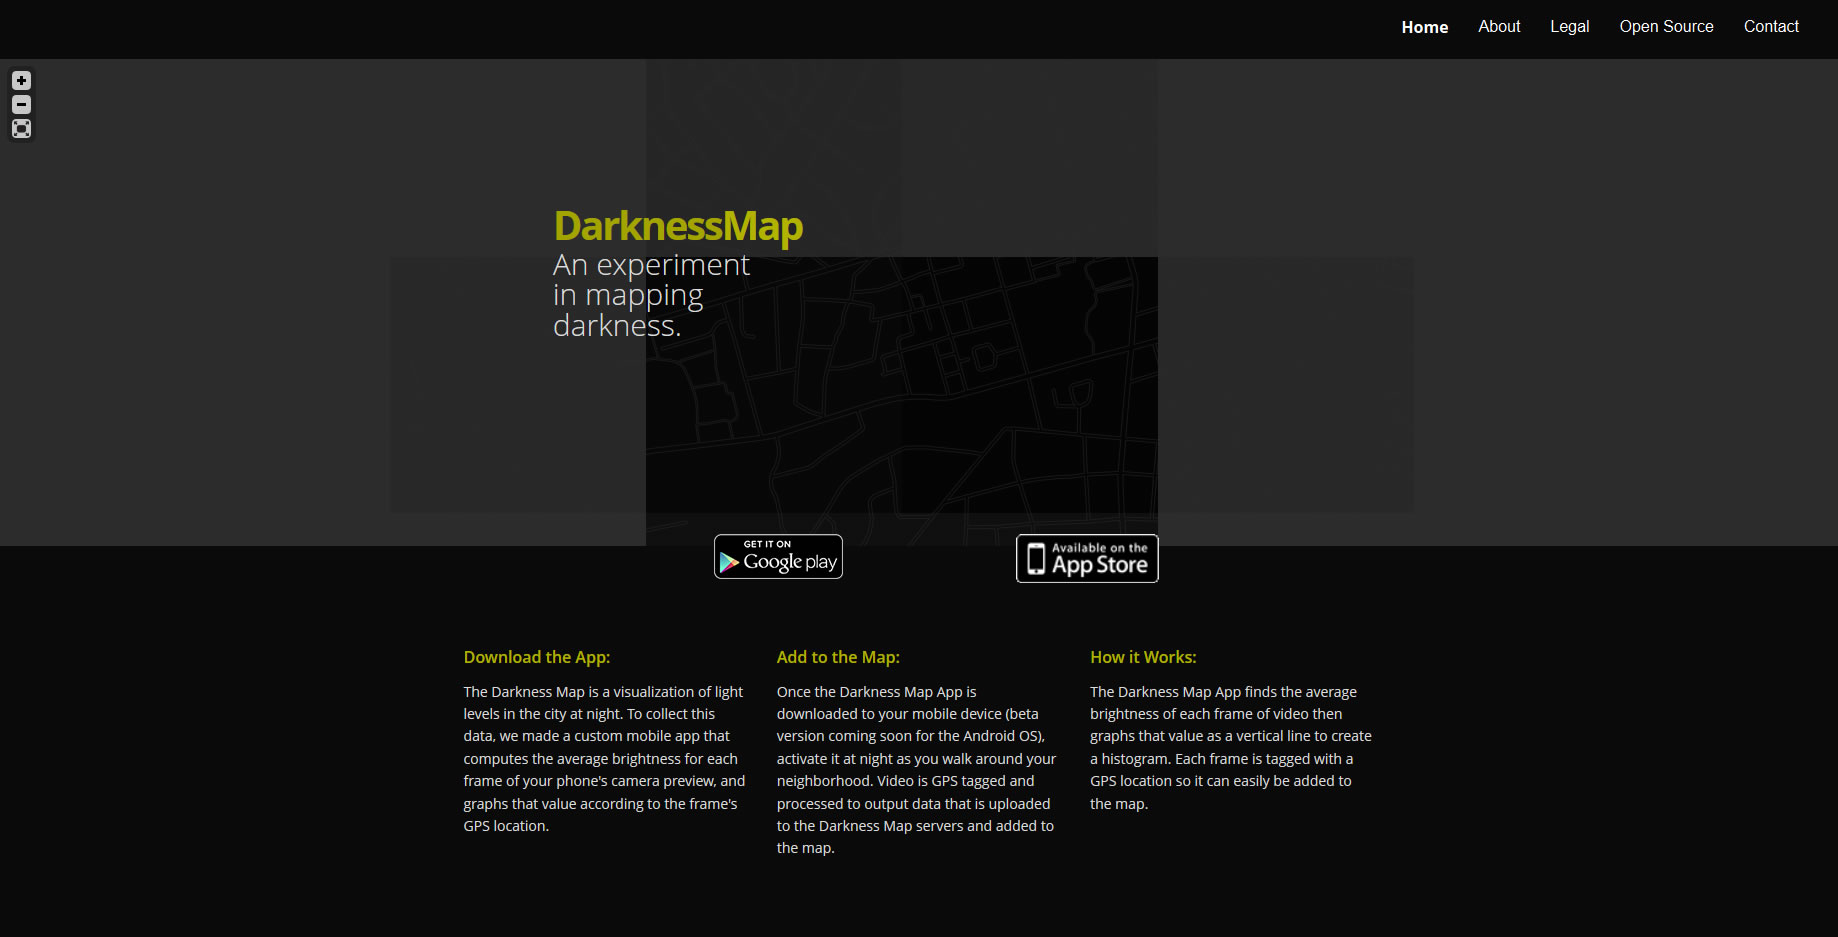 Home About Legal Open Source Contact
DarknessMap
An experiment
in mapping
darkness.
GET IT ON
Google play
Available on the
App Store
Download the App:
The Darkness Map is a visualization of light
levels in the city at night. To collect this
data, we made a custom mobile app that
computes the average brightness for each
frame of your phone's camera preview, and
graphs that value according to the frame's
GPS location.
Add to the Map:
Once the Darkness Map App is
downloaded to your mobile device (beta
version coming soon for the Android OS),
activate it at night as you walk around your
neighborhood. Video is GPS tagged and
processed to output data that is uploaded
to the Darkness Map servers and added to
the map.
How it Works:
The Darkness Map App finds the average
brightness of each frame of video then
graphs that value as a vertical line to create
a histogram. Each frame is tagged with a
GPS location so it can easily be added to
the map.